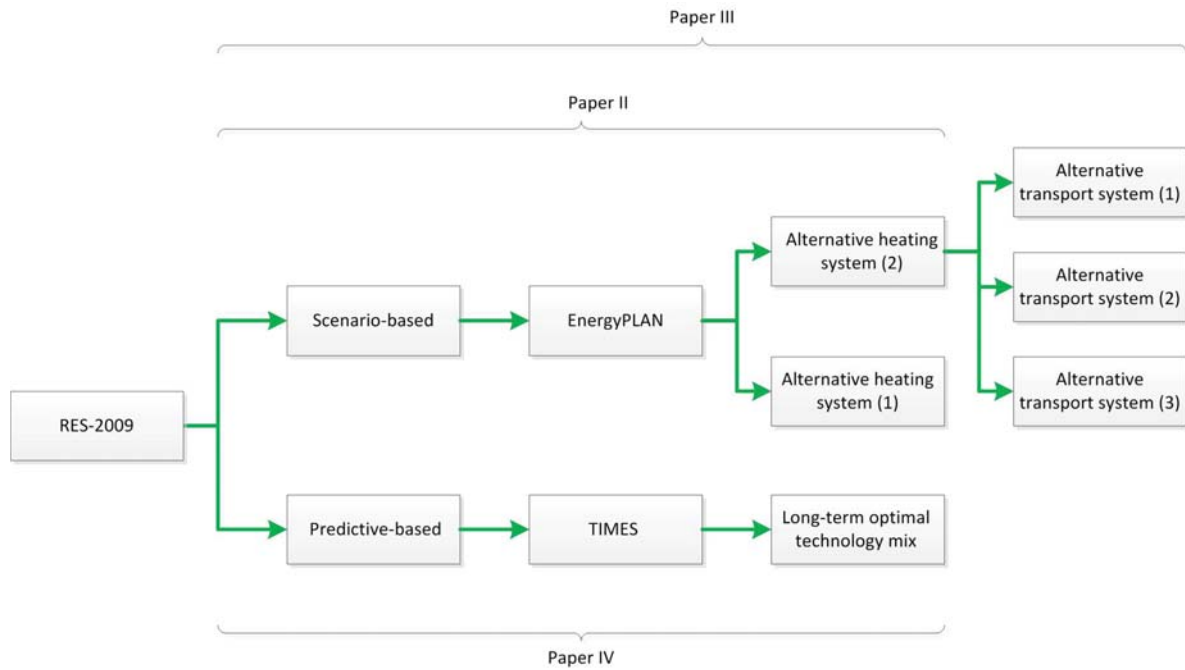 Paper III
Paper II
Alternative
transport system (1)
Alternative heating
system (2)
Alternative
transport system (2)
Scenario-based
EnergyPLAN
Alternative heating
system (1)
Alternative
transport system (3)
RES-2009
Predictive-based
TIMES
Long-term optimal
technology mix
Paper IV